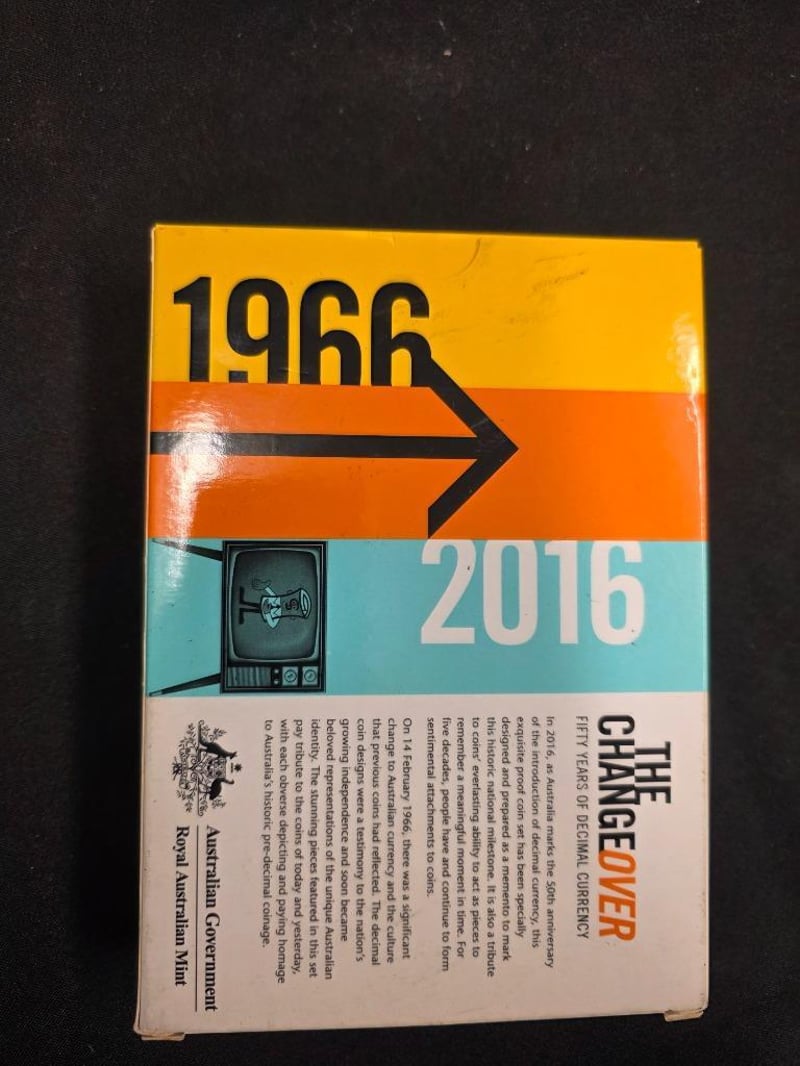 1966
2016
THE
CHANGEOVER
FIFTY YEARS OF DECIMAL CURRENCY
In 2016, as Australia marks the 50th anniversary
of the introduction of decimal currency, this
exquisite proof coin set has been specially
designed and prepared as a memento to mark
this historic national milestone. It is also a tribute
to coins' everlasting ability to act as pieces to
remember a meaningful moment in time. For
five decades, people have and continue to form
sentimental attachments to coins.
On 14 February 1966, there was a significant
change to Australian currency and the culture
that previous coins had reflected. The decimal
coin designs were a testimony to the nation's
growing independence and soon became
beloved representations of the unique Australian
identity. The stunning pieces featured in this set
pay tribute to the coins of today and yesterday,
with each obverse depicting and paying homage
to Australia's historic pre-decimal coinage.
Australian Government
Royal Australian Mint